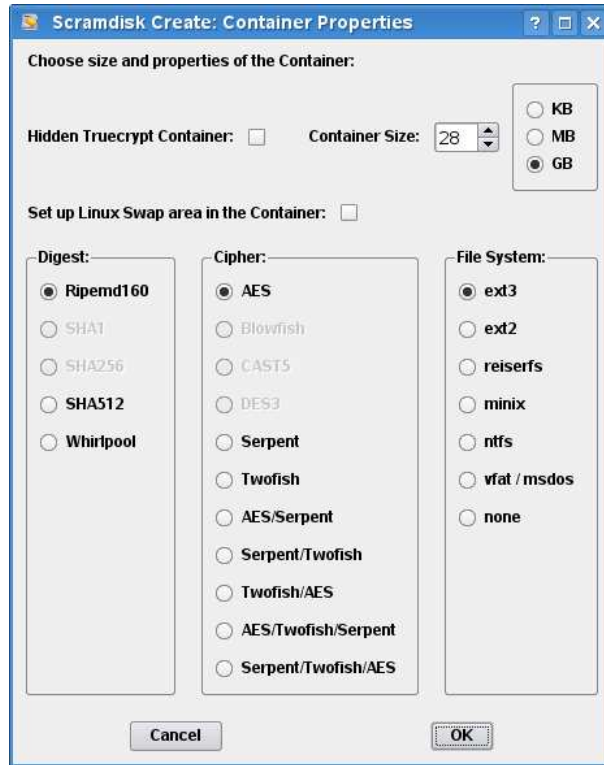 Scramdisk Create: Container Properties
Choose size and properties of the Container:
Hidden Truecrypt Container:
Container Size: 28
KB
MB
GB
Set up Linux Swap area in the Container:
Digest:
Ripemd160
SHA1
SHA256
SHA512
Whirlpool
Cipher:
AES
Blowfish
CAST5
DES3
Serpent
Twofish
AES/Serpent
Serpent/Twofish
Twofish/AES
AES/Twofish/Serpent
Serpent/Twofish/AES
File System:
ext3
ext2
reiserfs
minix
ntfs
vfat / msdos
none
Cancel
OK